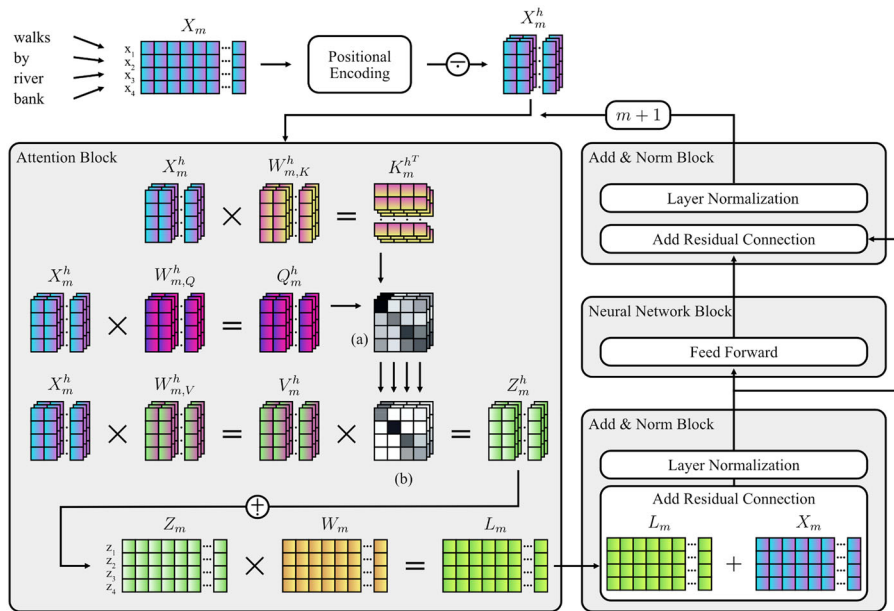 walks
by
river
bank
x_1
x_2
x_3
x_4
X_m
...
Positional
Encoding
÷
X_m^h
m + 1
Attention Block
X_m^h
W_{m,K}^h
K_m^{h^T}
×
=
X_m^h
W_{m,Q}^h
Q_m^h
×
=
(a)
X_m^h
W_{m,V}^h
V_m^h
Z_m^h
×
=
×
=
(b)
+
Z_m
W_m
L_m
z_1
z_2
z_3
z_4
×
=
Add & Norm Block
Layer Normalization
Add Residual Connection
Neural Network Block
Feed Forward
Add & Norm Block
Layer Normalization
Add Residual Connection
L_m
X_m
+